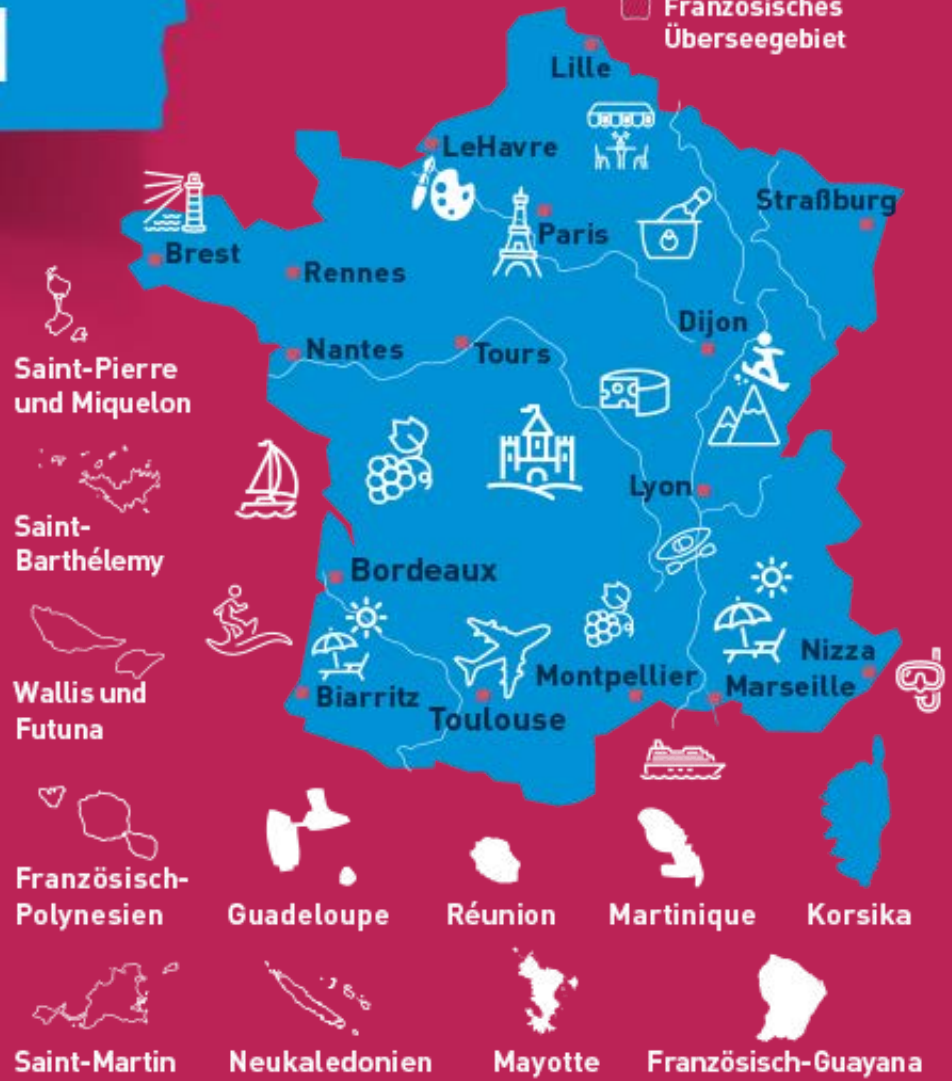 Französisches
Überseegebiet
Lille
LeHavre
Straßburg
Paris
Brest
Rennes
Dijon
Nantes
Tours
Saint-Pierre
und Miquelon
Lyon
Saint-
Barthélemy
Bordeaux
Nizza
Montpellier
Marseille
Biarritz
Toulouse
Wallis und
Futuna
Französisch-
Polynesien
Guadeloupe
Réunion
Martinique
Korsika
Saint-Martin
Neukaledonien
Mayotte
Französisch-Guayana